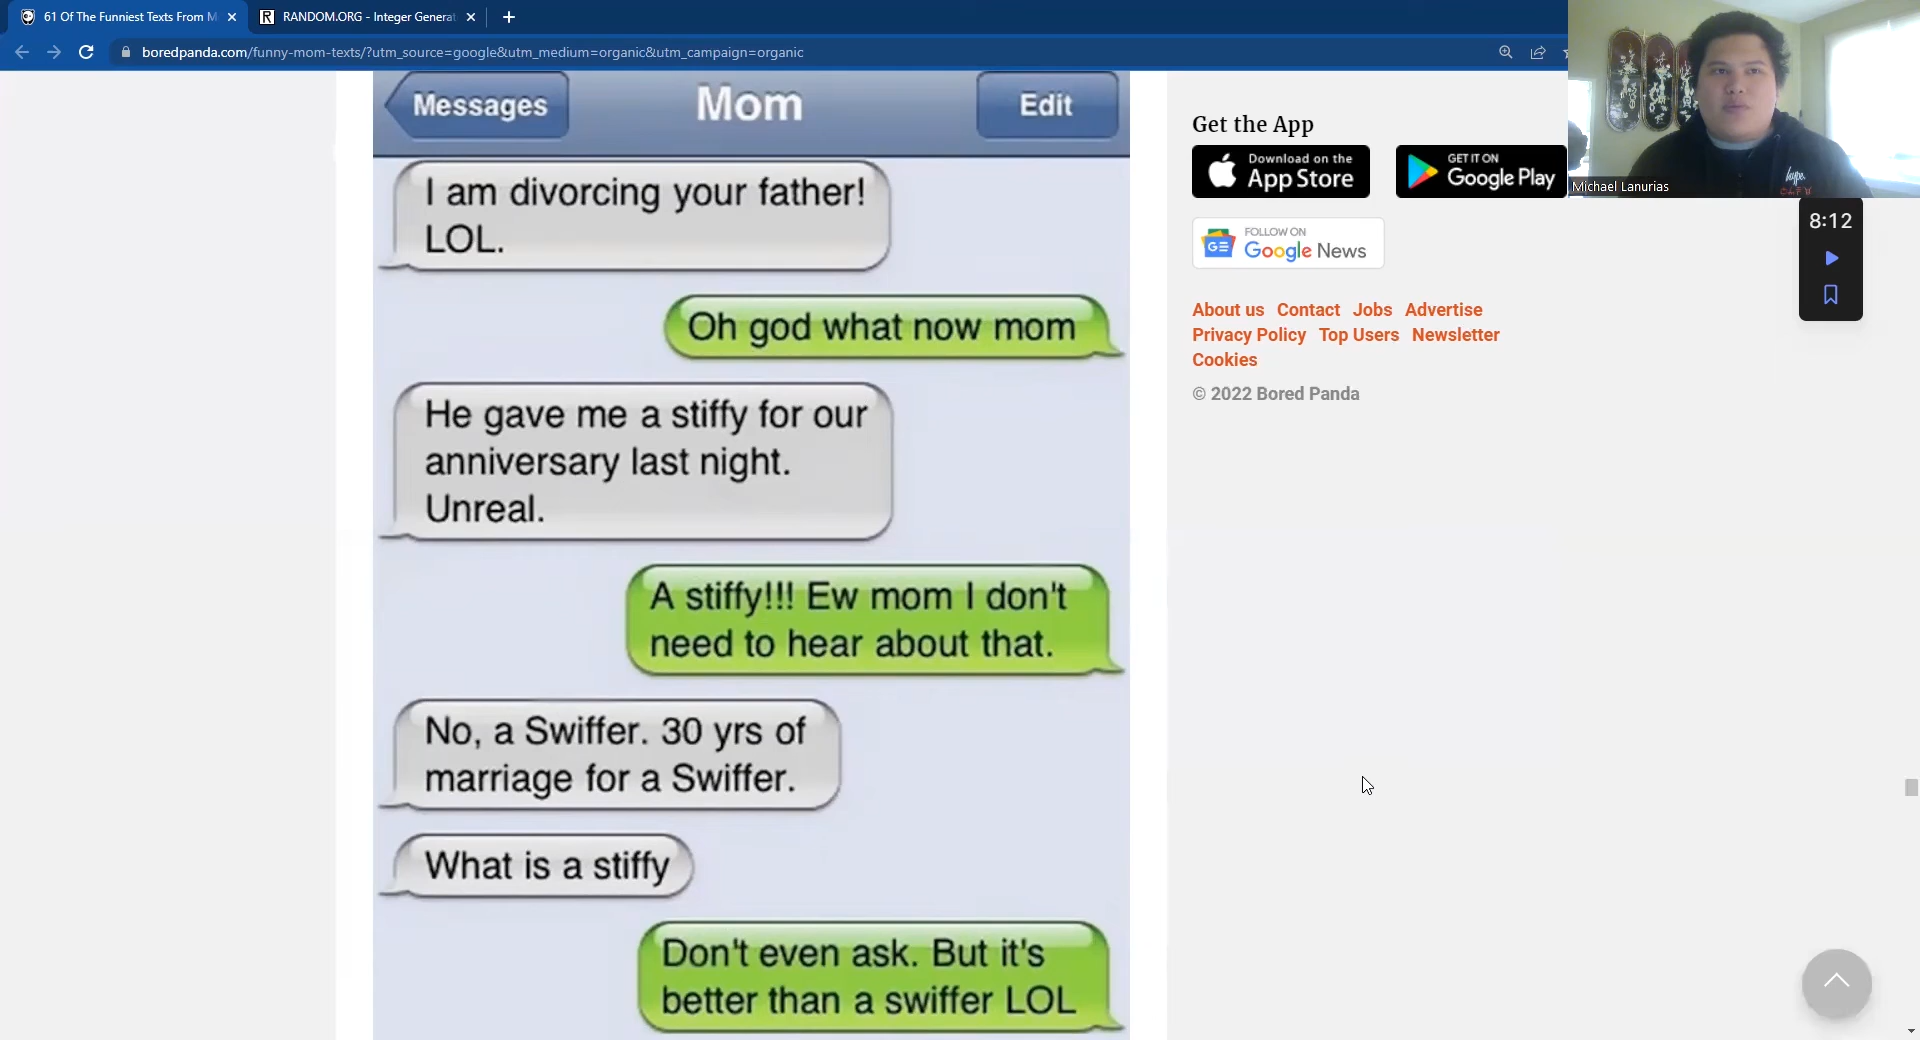 61 Of The Funniest Texts From M
RANDOM.ORG - Integer Generat
boredpanda.com/funny-mom-texts/?utm_source=google&utm_medium=organic&utm_campaign=organic
Messages
Mom
Edit
I am divorcing your father!
LOL.
Oh god what now mom
He gave me a stiffy for our
anniversary last night.
Unreal.
A stiffy!!! Ew mom I don't
need to hear about that.
No, a Swiffer. 30 yrs of
marriage for a Swiffer.
What is a stiffy
Don't even ask. But it's
better than a swiffer LOL
Get the App
Download on the
App Store
GET IT ON
Google Play
GE
FOLLOW ON
Google News
About us Contact Jobs Advertise
Privacy Policy Top Users Newsletter
Cookies
© 2022 Bored Panda
hype.
Michael Lanurias
8:12